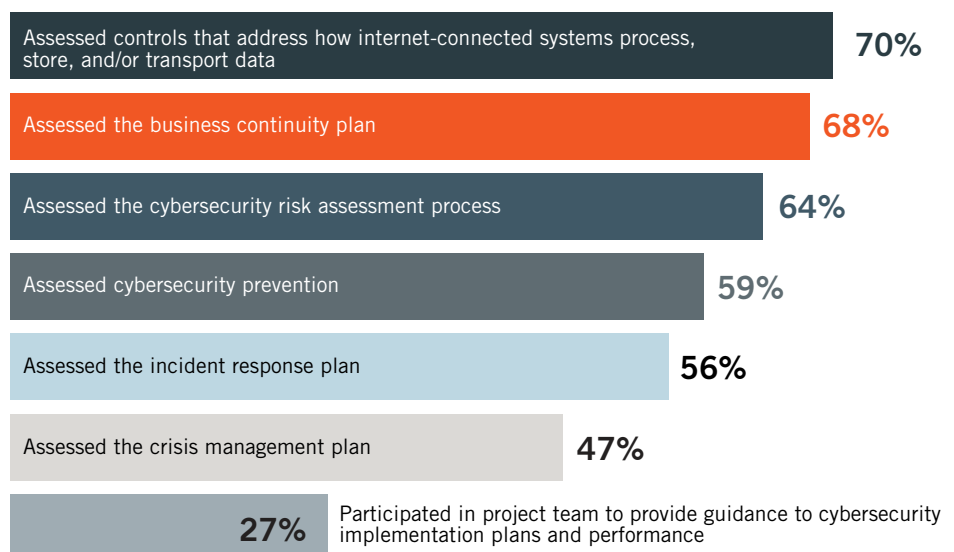 Assessed controls that address how internet-connected systems process,
store, and/or transport data
70%
Assessed the business continuity plan
68%
Assessed the cybersecurity risk assessment process
64%
Assessed cybersecurity prevention
59%
Assessed the incident response plan
56%
Assessed the crisis management plan
47%
27%
Participated in project team to provide guidance to cybersecurity
implementation plans and performance